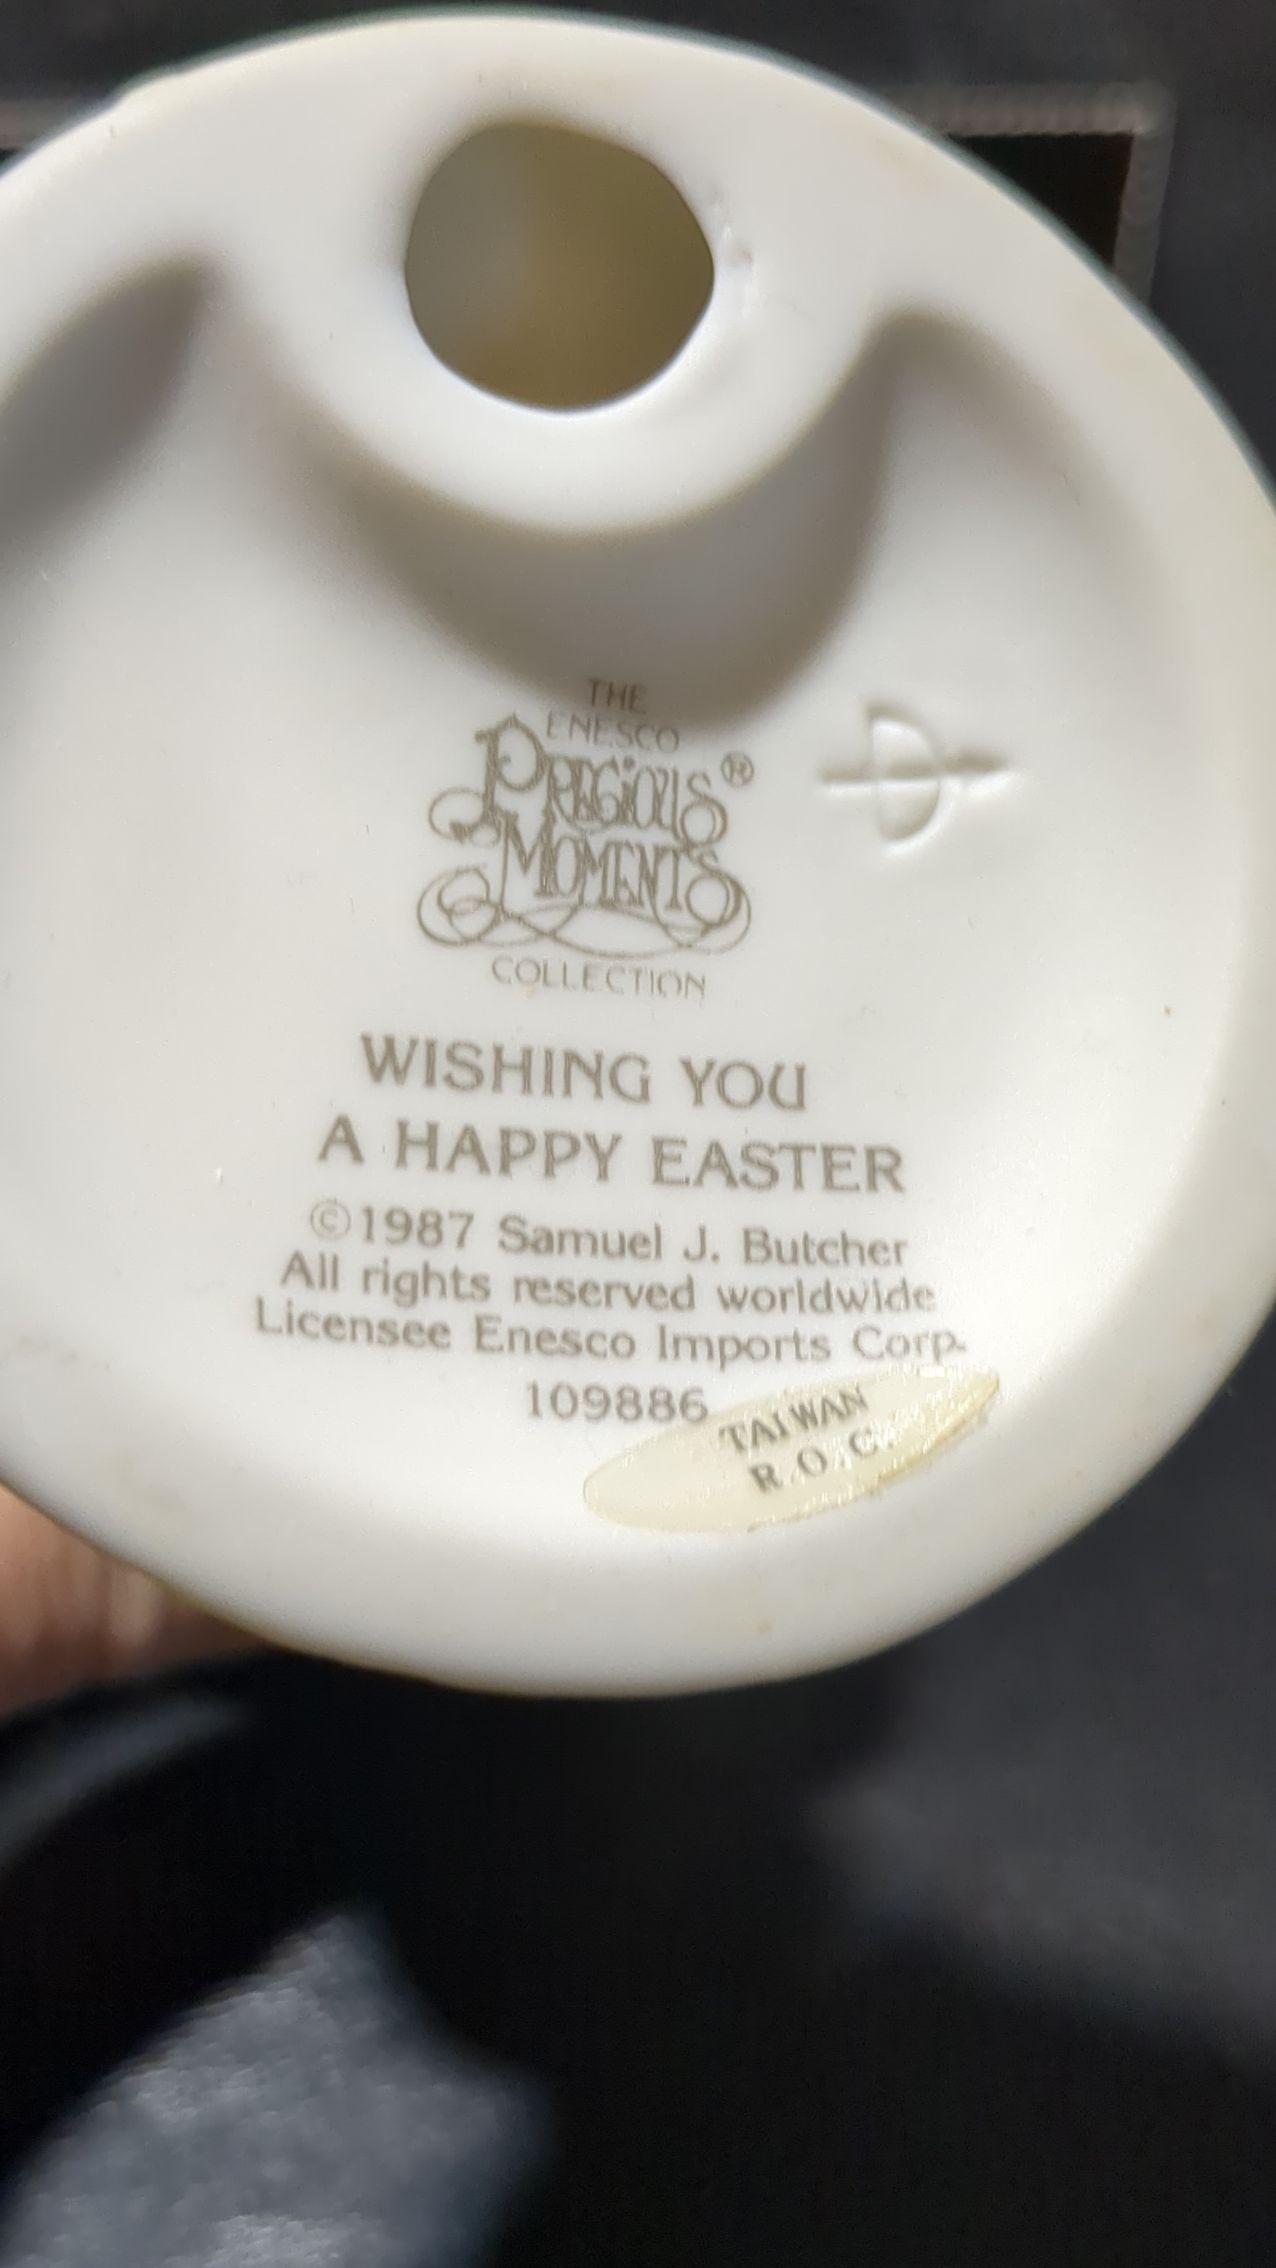 THE
ENESCO
PRECIOUS®
MOMENTS
COLLECTION
WISHING YOU
A HAPPY EASTER
©1987 Samuel J. Butcher
All rights reserved worldwide
Licensee Enesco Imports Corp.
109886
TAIWAN
R.O.C.